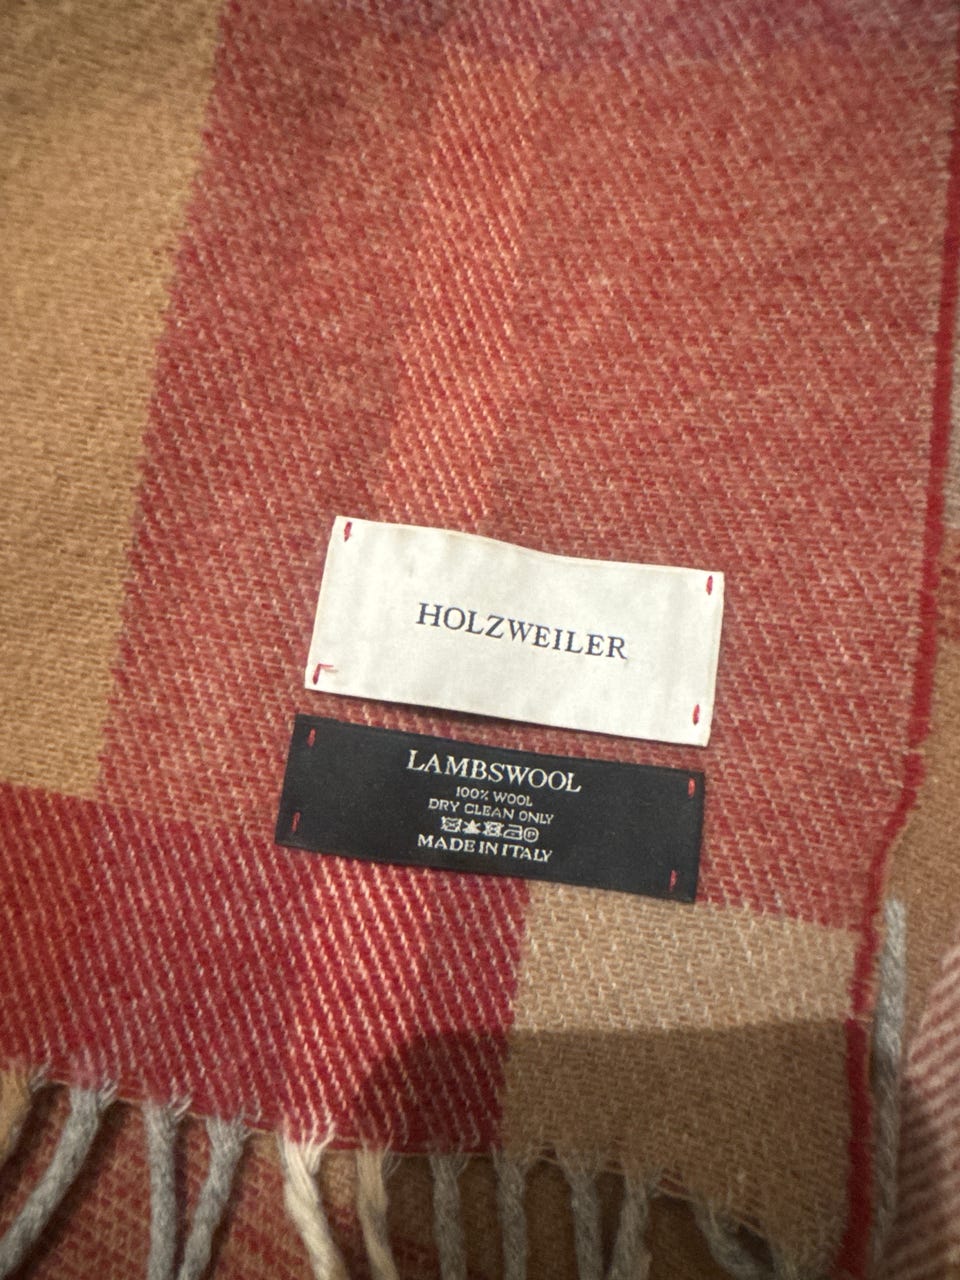 HOLZWEILER
LAMBSWOOL
100% WOOL
DRY CLEAN ONLY
MADE IN ITALY